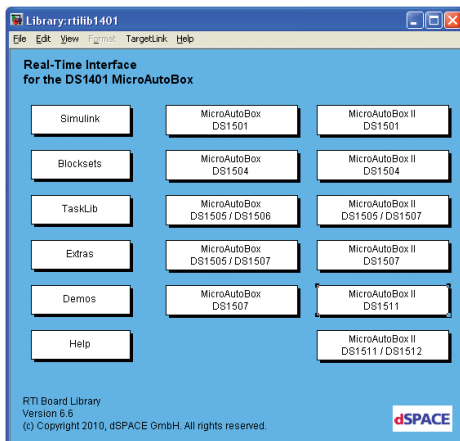 Library:rtilib1401
File Edit View Format TargetLink Help
Real-Time Interface
for the DS1401 MicroAutoBox
Simulink
MicroAutoBox
DS1501
MicroAutoBox II
DS1501
Blocksets
MicroAutoBox
DS1504
MicroAutoBox II
DS1504
TaskLib
MicroAutoBox
DS1505 / DS1506
MicroAutoBox II
DS1505 / DS1507
Extras
MicroAutoBox
DS1505 / DS1507
MicroAutoBox II
DS1507
Demos
MicroAutoBox
DS1507
MicroAutoBox II
DS1511
Help
MicroAutoBox II
DS1511 / DS1512
RTI Board Library
Version 6.6
(c) Copyright 2010, dSPACE GmbH. All rights reserved.
dSPACE